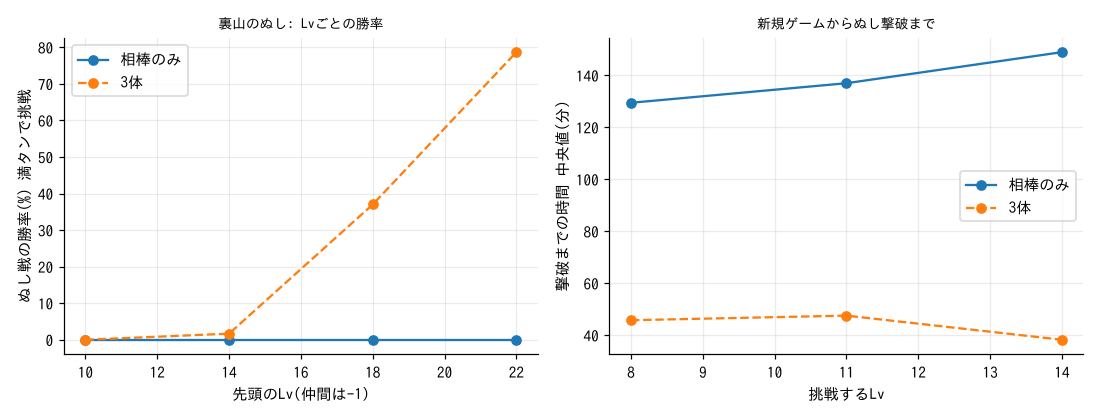 裏山のぬし: Lvごとの勝率
ぬし戦の勝率(%) 満タンで挑戦
80
70
60
50
40
30
20
10
0
相棒のみ
3体
10 12 14 16 18 20 22
先頭のLv(仲間は-1)
新規ゲームからぬし撃破まで
撃破までの時間 中央値(分)
140
120
100
80
60
40
相棒のみ
3体
8 9 10 11 12 13 14
挑戦するLv